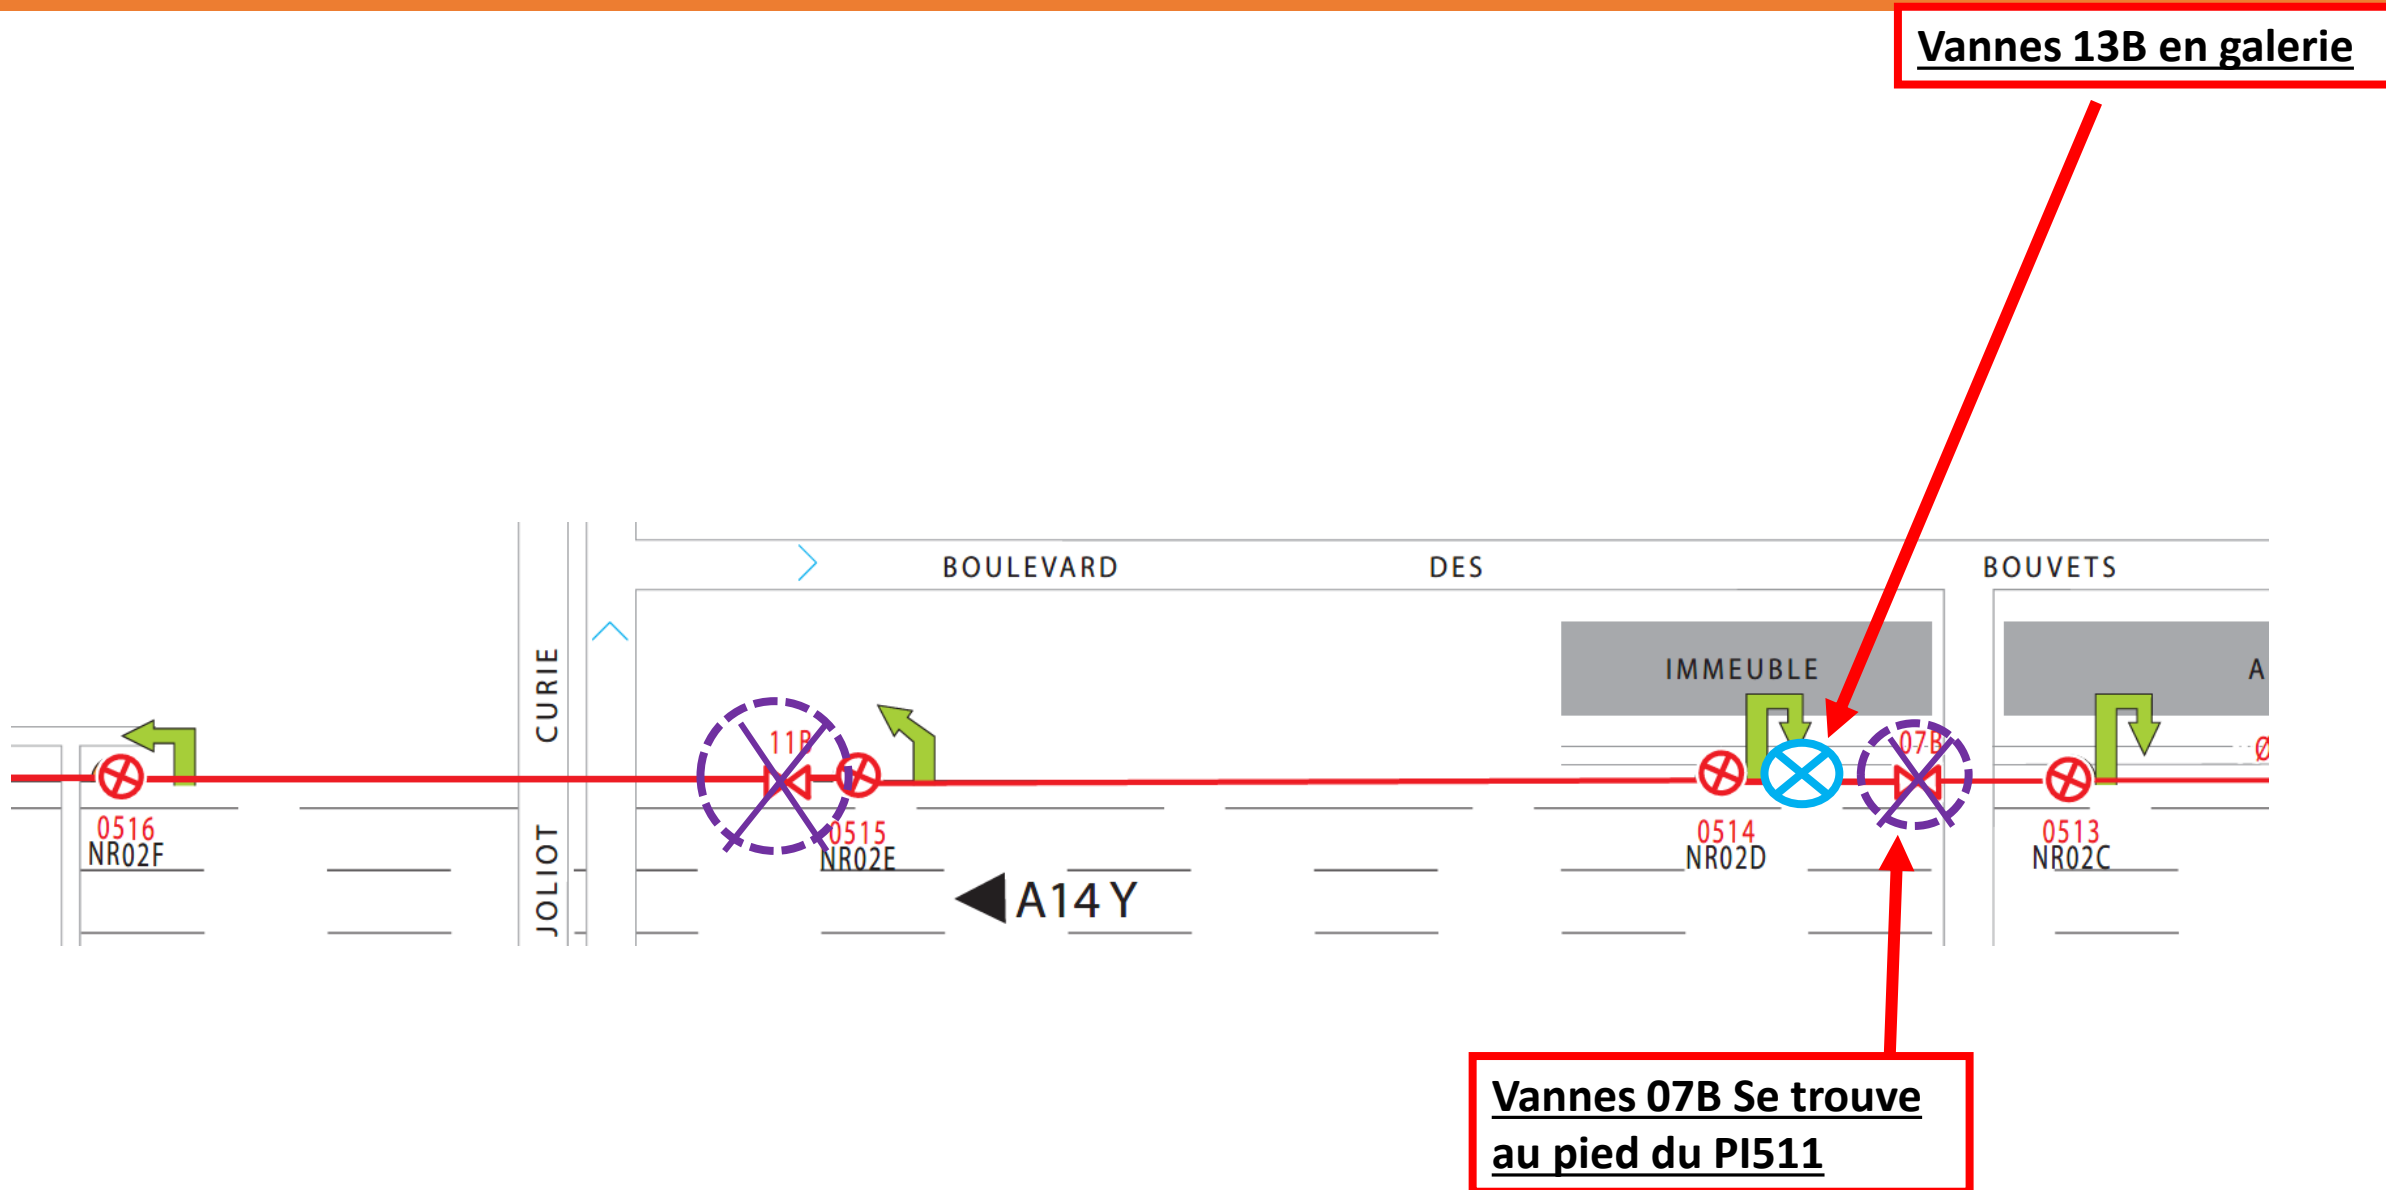 Vannes 13B en galerie
BOULEVARD DES BOUVETS
CURIE
IMMEUBLE
A
11B
07B
Ø
0516
NR02F
JOLIOT
0515
NR02E
0514
NR02D
0513
NR02C
A14 Y
Vannes 07B Se trouve
au pied du PI511